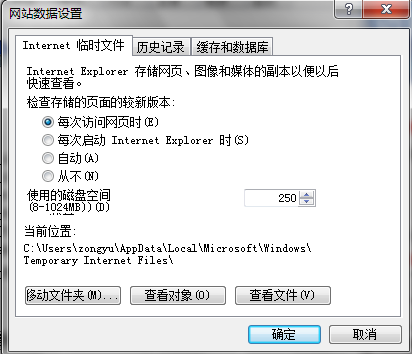 网站数据设置
Internet 临时文件 历史记录 缓存和数据库
Internet Explorer 存储网页、图像和媒体的副本以便以后
快速查看。
检查存储的页面的较新版本:
每次访问网页时(E)
每次启动 Internet Explorer 时(S)
自动(A)
从不(N)
使用的磁盘空间 250
(8-1024MB))(D)
当前位置:
C:\Users\zongyu\AppData\Local\Microsoft\Windows\
Temporary Internet Files\
移动文件夹(M)... 查看对象(O) 查看文件(V)
确定 取消